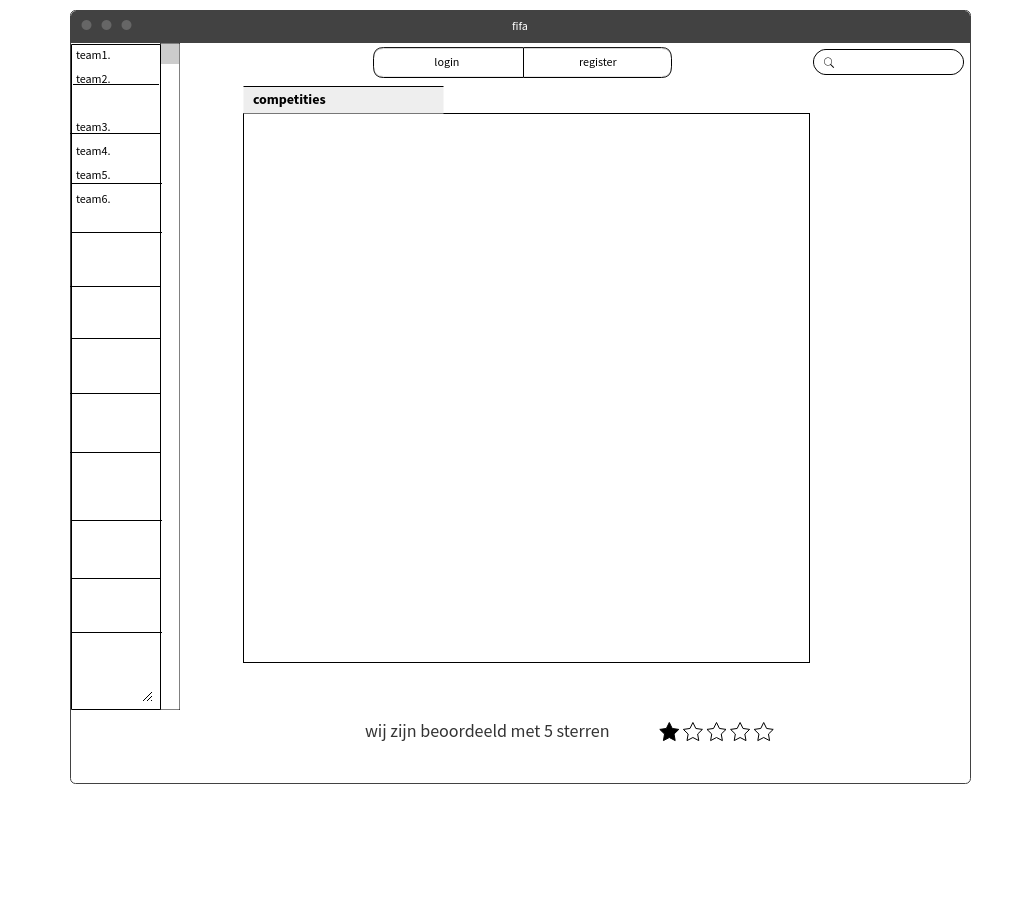 fifa
team1.
team2.
team3.
team4.
team5.
team6.
login
register
competities
wij zijn beoordeeld met 5 sterren